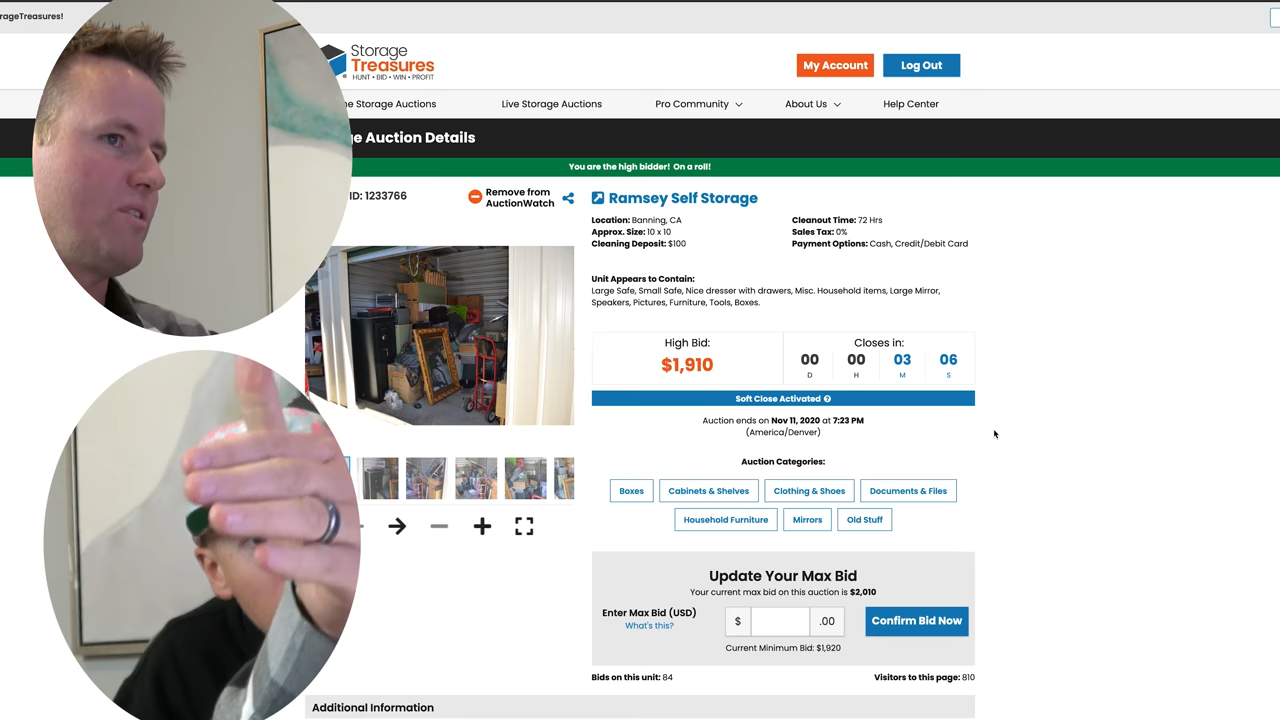 rageTreasures!
Storage
Treasures
HUNT • BID • WIN • PROFIT
My Account
Log Out
ne Storage Auctions
Live Storage Auctions
Pro Community
About Us
Help Center
ge Auction Details
You are the high bidder! On a roll!
ID: 1233766
Remove from
AuctionWatch
Ramsey Self Storage
Location: Banning, CA
Approx. Size: 10 x 10
Cleaning Deposit: $100
Cleanout Time: 72 Hrs
Sales Tax: 0%
Payment Options: Cash, Credit/Debit Card
Unit Appears to Contain:
Large Safe, Small Safe, Nice dresser with drawers, Misc. Household items, Large Mirror,
Speakers, Pictures, Furniture, Tools, Boxes.
High Bid:
$1,910
Closes in:
00 00 03 06
D H M S
Soft Close Activated ?
Auction ends on Nov 11, 2020 at 7:23 PM
(America/Denver)
Auction Categories:
Boxes
Cabinets & Shelves
Clothing & Shoes
Documents & Files
Household Furniture
Mirrors
Old Stuff
Update Your Max Bid
Your current max bid on this auction is $2,010
Enter Max Bid (USD)
What's this?
$ .00
Confirm Bid Now
Current Minimum Bid: $1,920
Bids on this unit: 84
Visitors to this page: 810
Additional Information